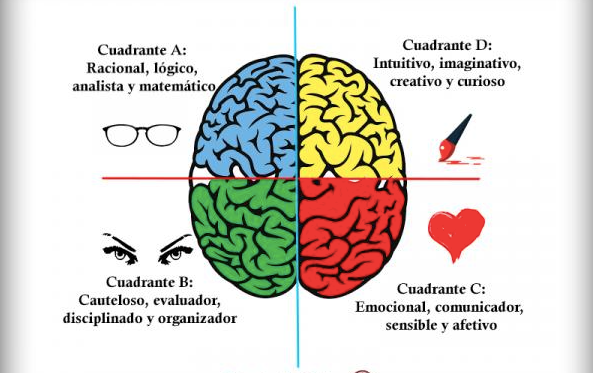 Cuadrante A:
Racional, lógico,
analista y matemático
Cuadrante D:
Intuitivo, imaginativo,
creativo y curioso
Cuadrante B:
Cauteloso, evaluador,
disciplinado y organizador
Cuadrante C:
Emocional, comunicador,
sensible y afetivo